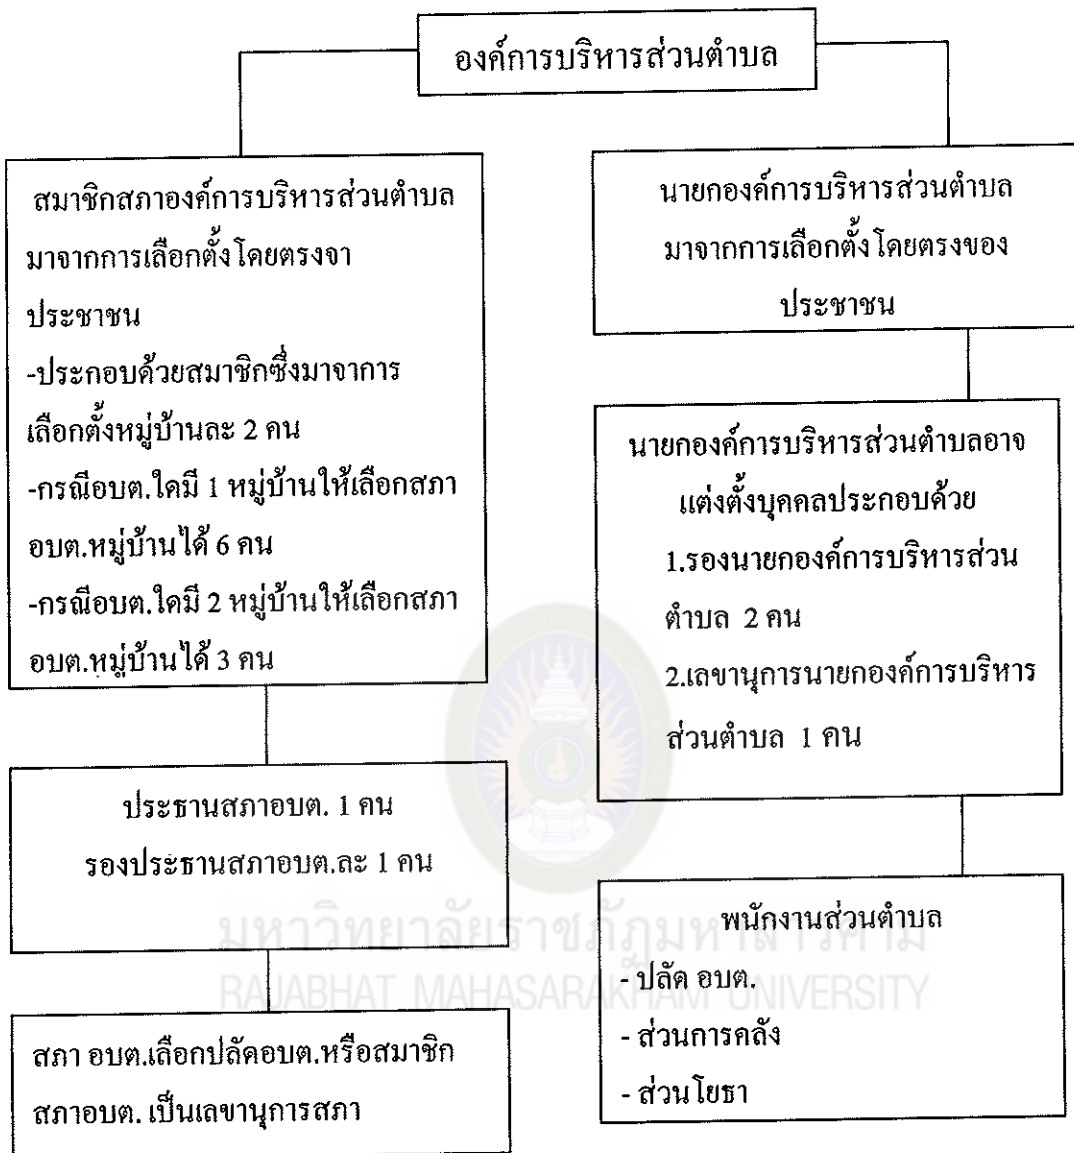 องค์การบริหารส่วนตำบล
สมาชิกสภาองค์การบริหารส่วนตำบล
มาจากการเลือกตั้งโดยตรงจา
ประชาชน
-ประกอบด้วยสมาชิกซึ่งมาจาการ
เลือกตั้งหมู่บ้านละ 2 คน
-กรณีอบต.ใดมี 1 หมู่บ้านให้เลือกสภา
อบต.หมู่บ้านได้ 6 คน
-กรณีอบต.ใดมี 2 หมู่บ้านให้เลือกสภา
อบต.หมู่บ้านได้ 3 คน
ประธานสภาอบต. 1 คน
รองประธานสภาอบต.ละ 1 คน
สภา อบต.เลือกปลัดอบต.หรือสมาชิก
สภาอบต. เป็นเลขานุการสภา
นายกองค์การบริหารส่วนตำบล
มาจากการเลือกตั้งโดยตรงของ
ประชาชน
นายกองค์การบริหารส่วนตำบลอาจ
แต่งตั้งบุคคลประกอบด้วย
1.รองนายกองค์การบริหารส่วน
ตำบล 2 คน
2.เลขานุการนายกองค์การบริหาร
ส่วนตำบล 1 คน
พนักงานส่วนตำบล
- ปลัด อบต.
- ส่วนการคลัง
- ส่วนโยธา
มหาวิทยาลัยราชภัฏมหาสารคาม
RAJABHAT MAHASARAKHAM UNIVERSITY